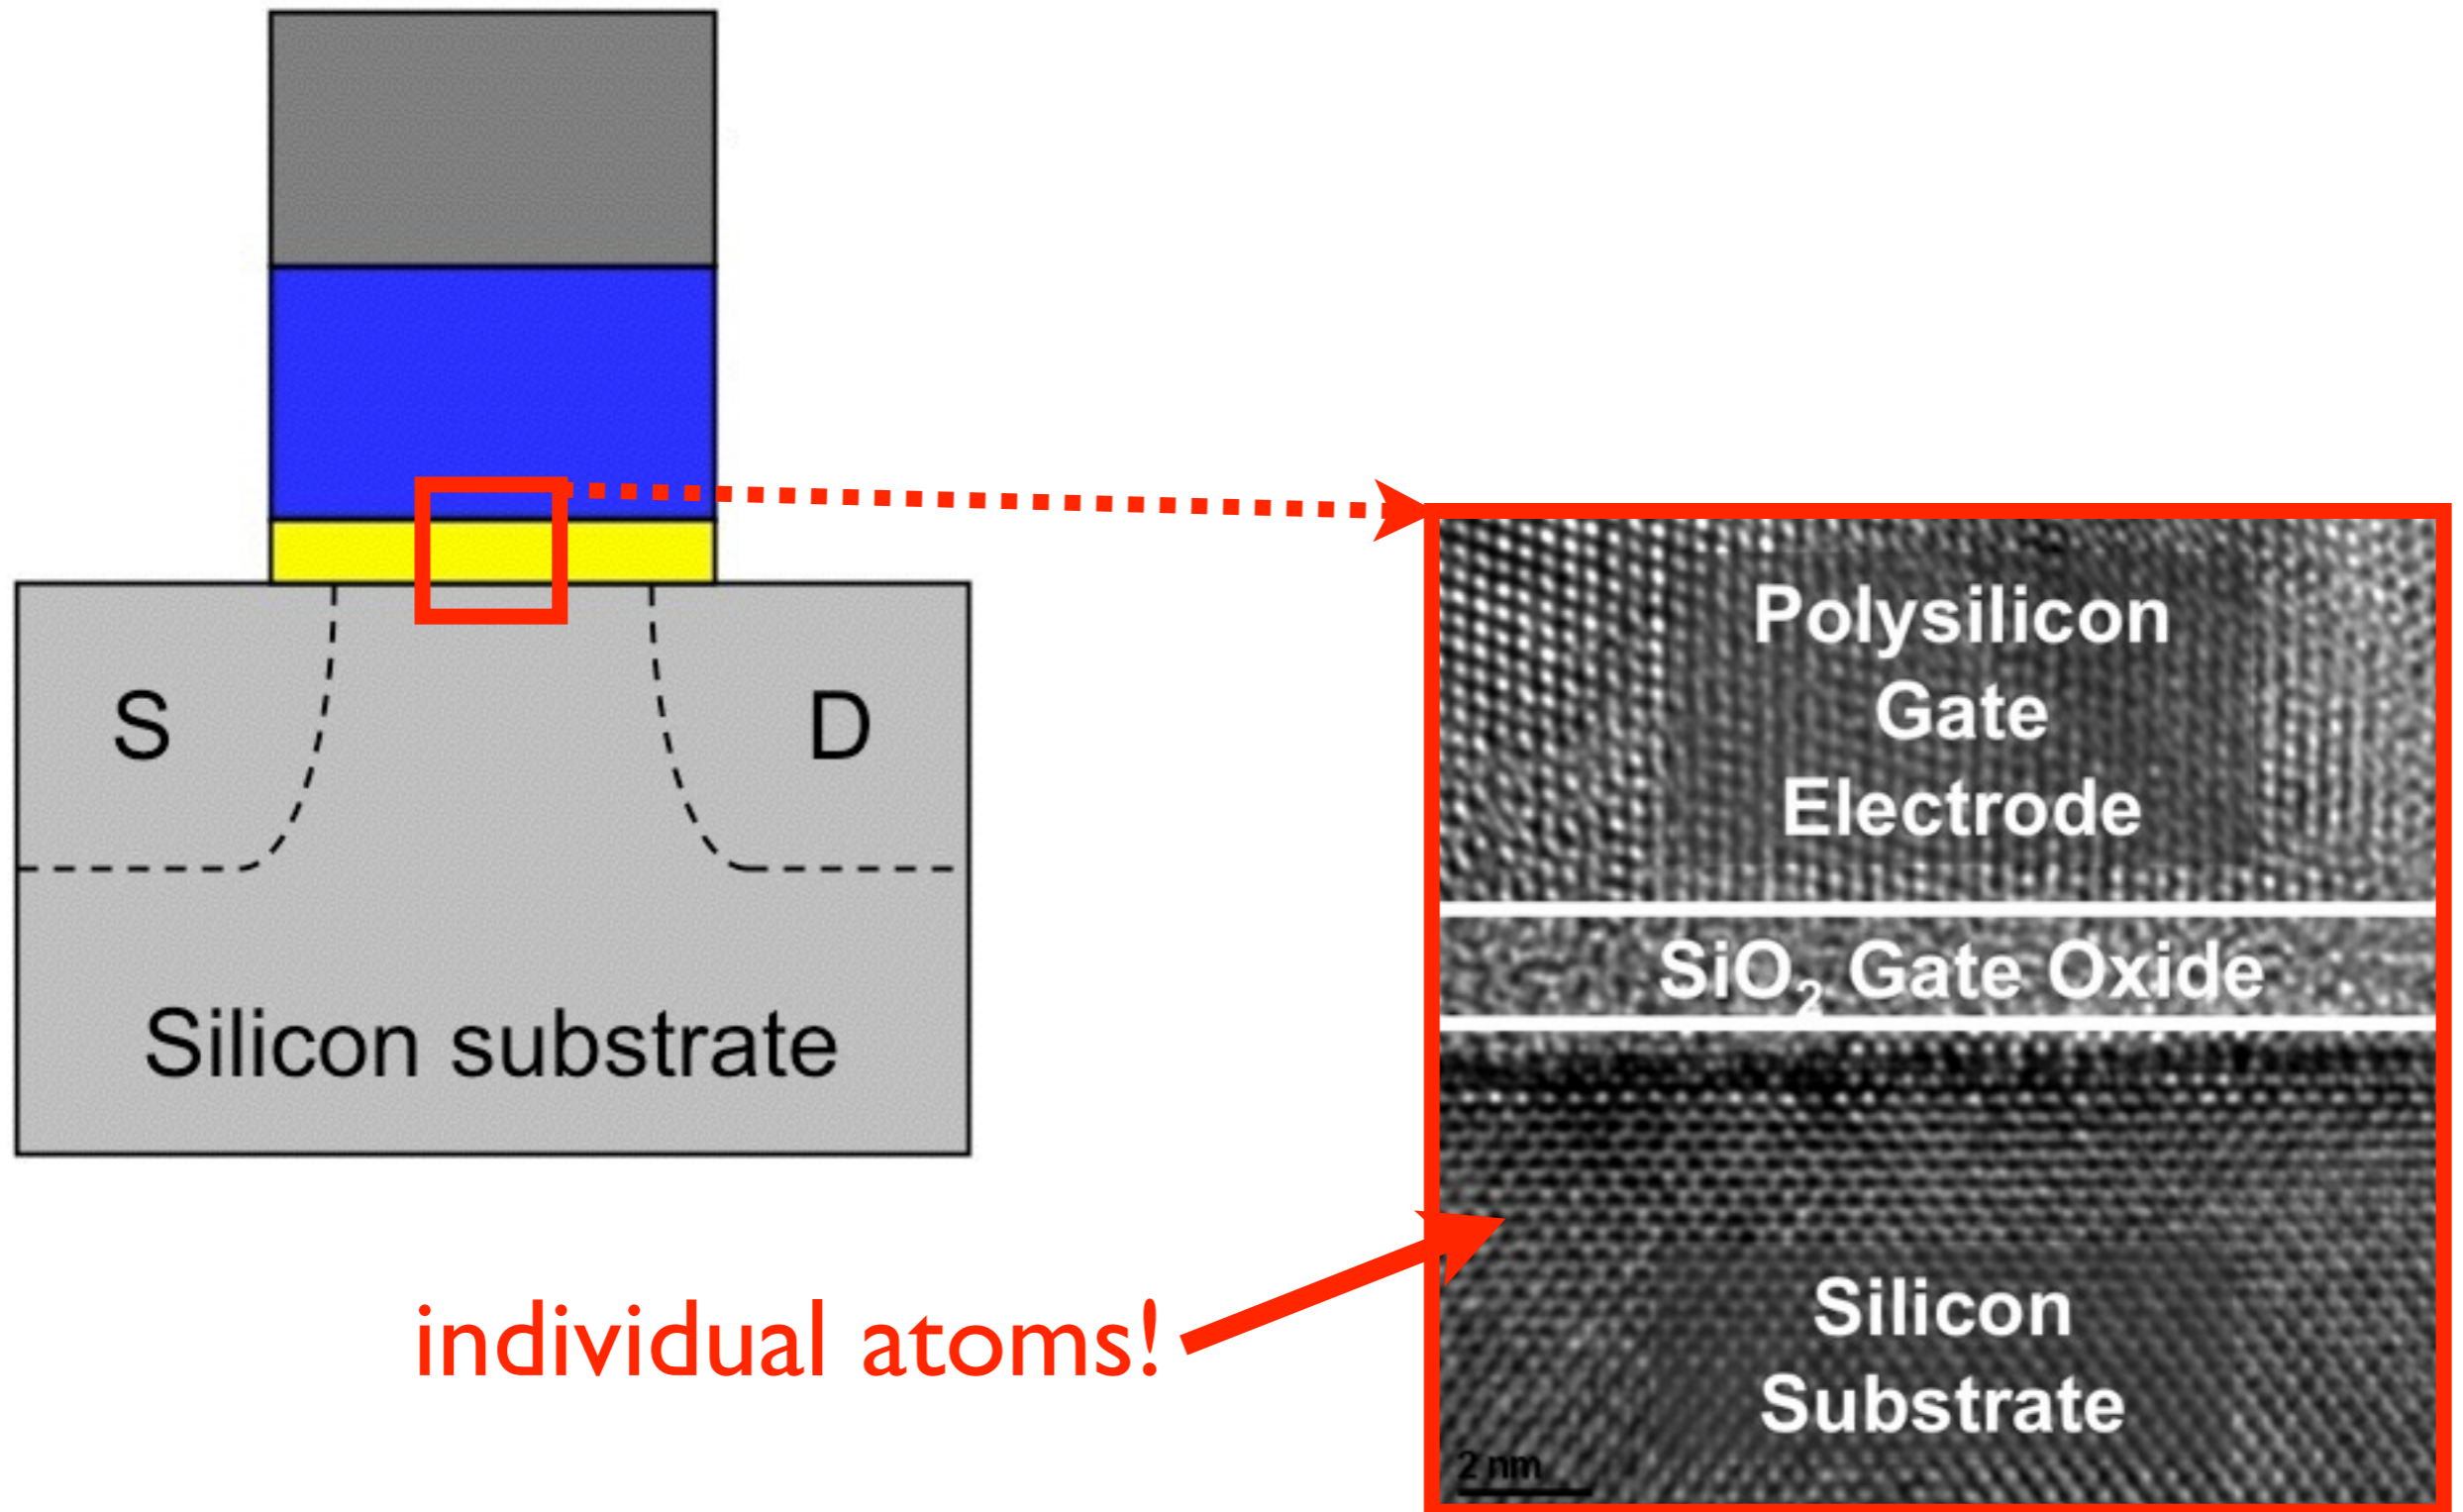 S
D
Silicon substrate
individual atoms!
Polysilicon
Gate
Electrode
SiO₂ Gate Oxide
Silicon
Substrate
2 nm